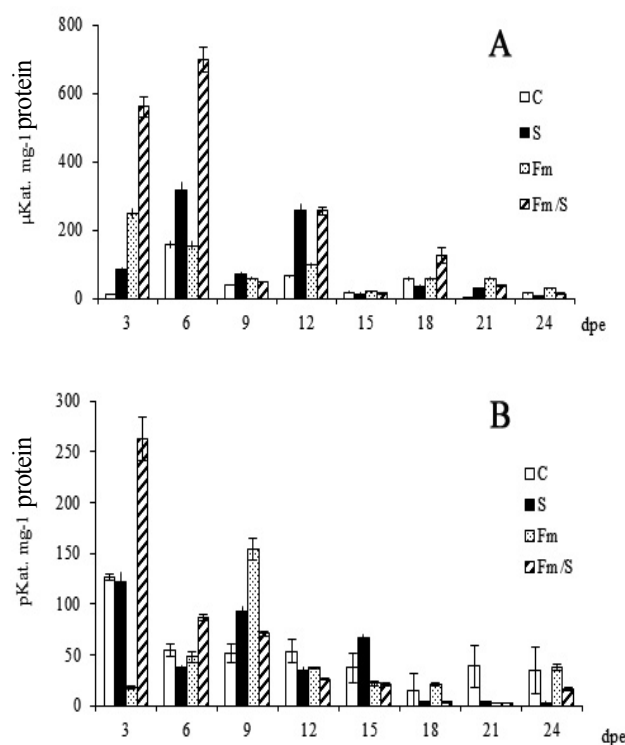 A
800
600
400
200
0
µKat. mg-1 protein
C
S
Fm
Fm/S
3 6 9 12 15 18 21 24 dpe
B
300
250
200
150
100
50
0
pKat. mg-1 protein
C
S
Fm
Fm/S
3 6 9 12 15 18 21 24 dpe